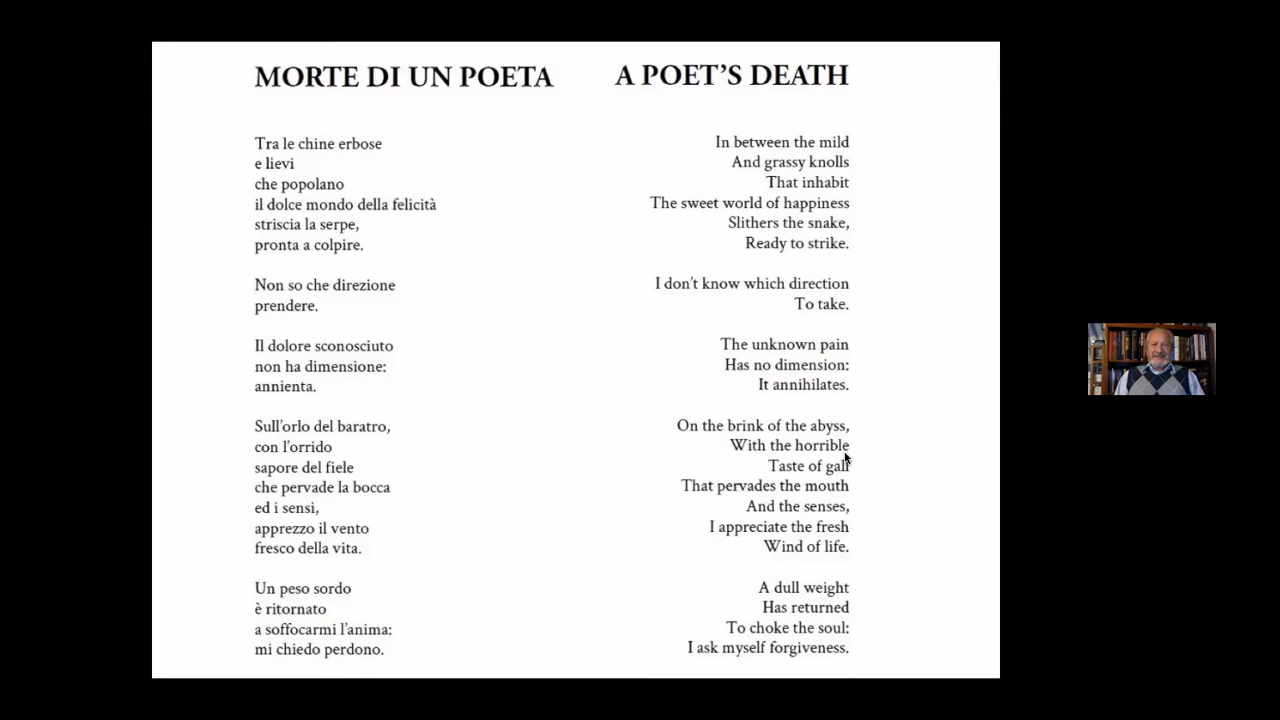 MORTE DI UN POETA
Tra le chine erbose
e lievi
che popolano
il dolce mondo della felicità
striscia la serpe,
pronta a colpire.
Non so che direzione
prendere.
Il dolore sconosciuto
non ha dimensione:
annienta.
Sull'orlo del baratro,
con l'orrido
sapore del fiele
che pervade la bocca
ed i sensi,
apprezzo il vento
fresco della vita.
Un peso sordo
è ritornato
a soffocarmi l'anima:
mi chiedo perdono.
A POET'S DEATH
In between the mild
And grassy knolls
That inhabit
The sweet world of happiness
Slithers the snake,
Ready to strike.
I don't know which direction
To take.
The unknown pain
Has no dimension:
It annihilates.
On the brink of the abyss,
With the horrible
Taste of gall
That pervades the mouth
And the senses,
I appreciate the fresh
Wind of life.
A dull weight
Has returned
To choke the soul:
I ask myself forgiveness.